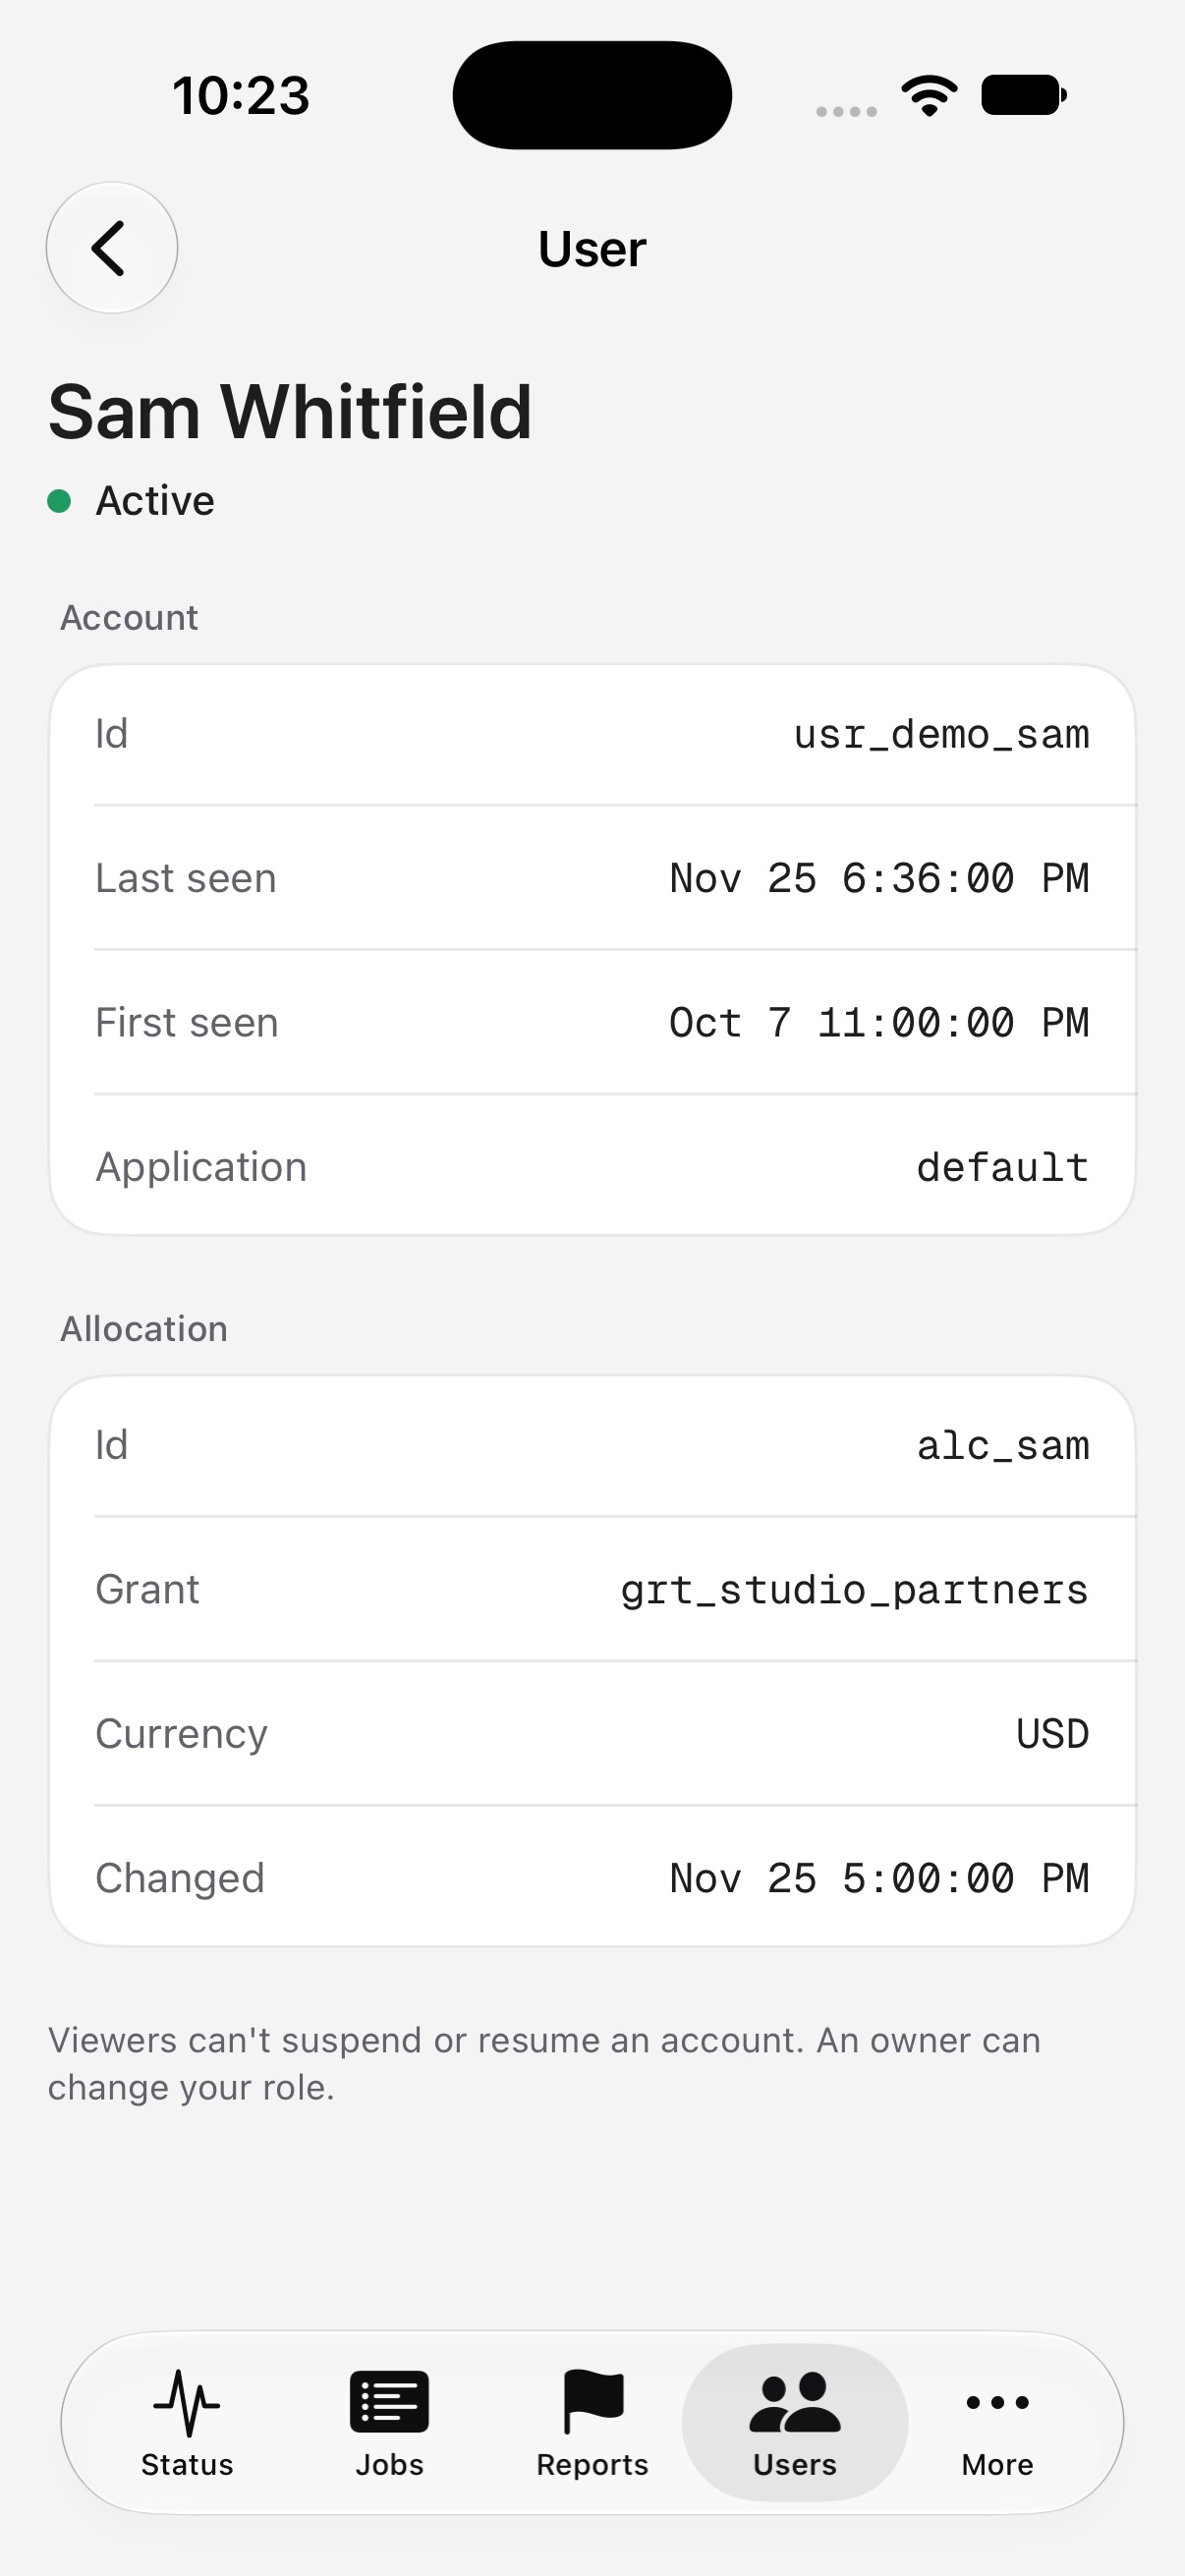 10:23
User
Sam Whitfield
Active
Account
Id usr_demo_sam
Last seen Nov 25 6:36:00 PM
First seen Oct 7 11:00:00 PM
Application default
Allocation
Id alc_sam
Grant grt_studio_partners
Currency USD
Changed Nov 25 5:00:00 PM
Viewers can't suspend or resume an account. An owner can
change your role.
Status Jobs Reports Users More